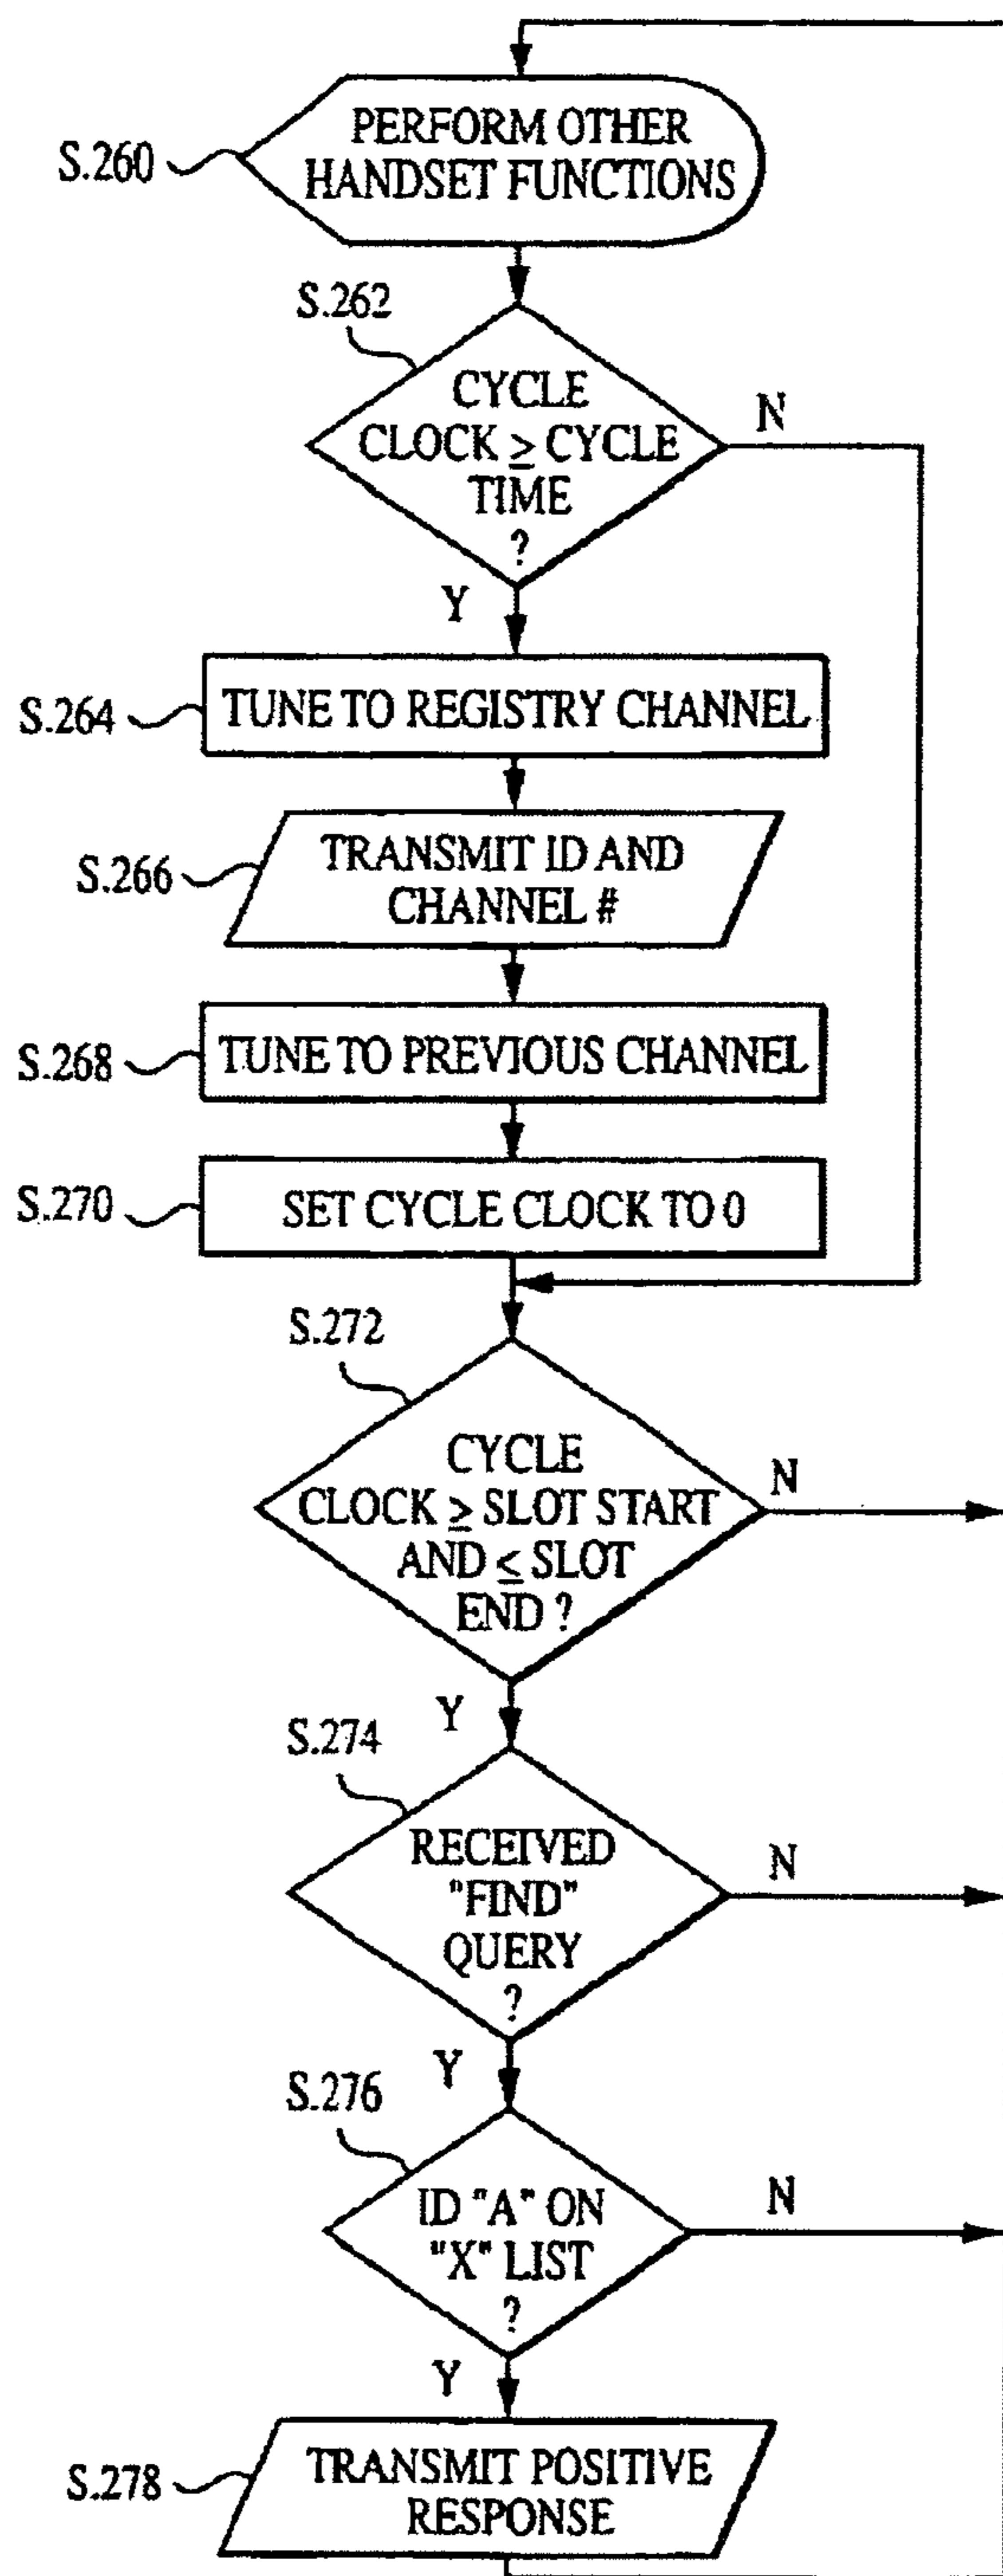 PERFORM OTHER
HANDSET FUNCTIONS
S.260
S.262
CYCLE
CLOCK ≥ CYCLE
TIME
?
N
Y
S.264
TUNE TO REGISTRY CHANNEL
S.266
TRANSMIT ID AND
CHANNEL #
S.268
TUNE TO PREVIOUS CHANNEL
S.270
SET CYCLE CLOCK TO 0
S.272
CYCLE
CLOCK ≥ SLOT START
AND ≤ SLOT
END ?
N
Y
S.274
RECEIVED
"FIND"
QUERY
?
N
Y
S.276
ID "A" ON
"X" LIST
?
N
Y
S.278
TRANSMIT POSITIVE
RESPONSE